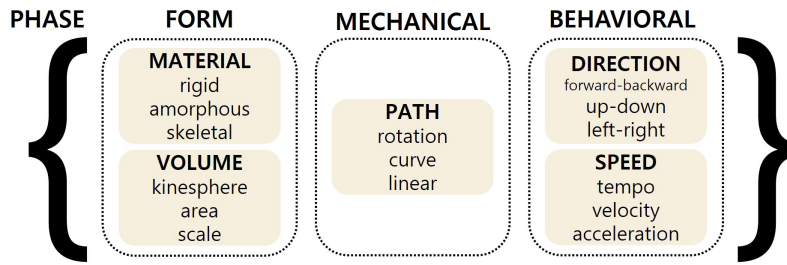 PHASE
FORM
MECHANICAL
BEHAVIORAL
MATERIAL
rigid
amorphous
skeletal
VOLUME
kinesphere
area
scale
PATH
rotation
curve
linear
DIRECTION
forward-backward
up-down
left-right
SPEED
tempo
velocity
acceleration